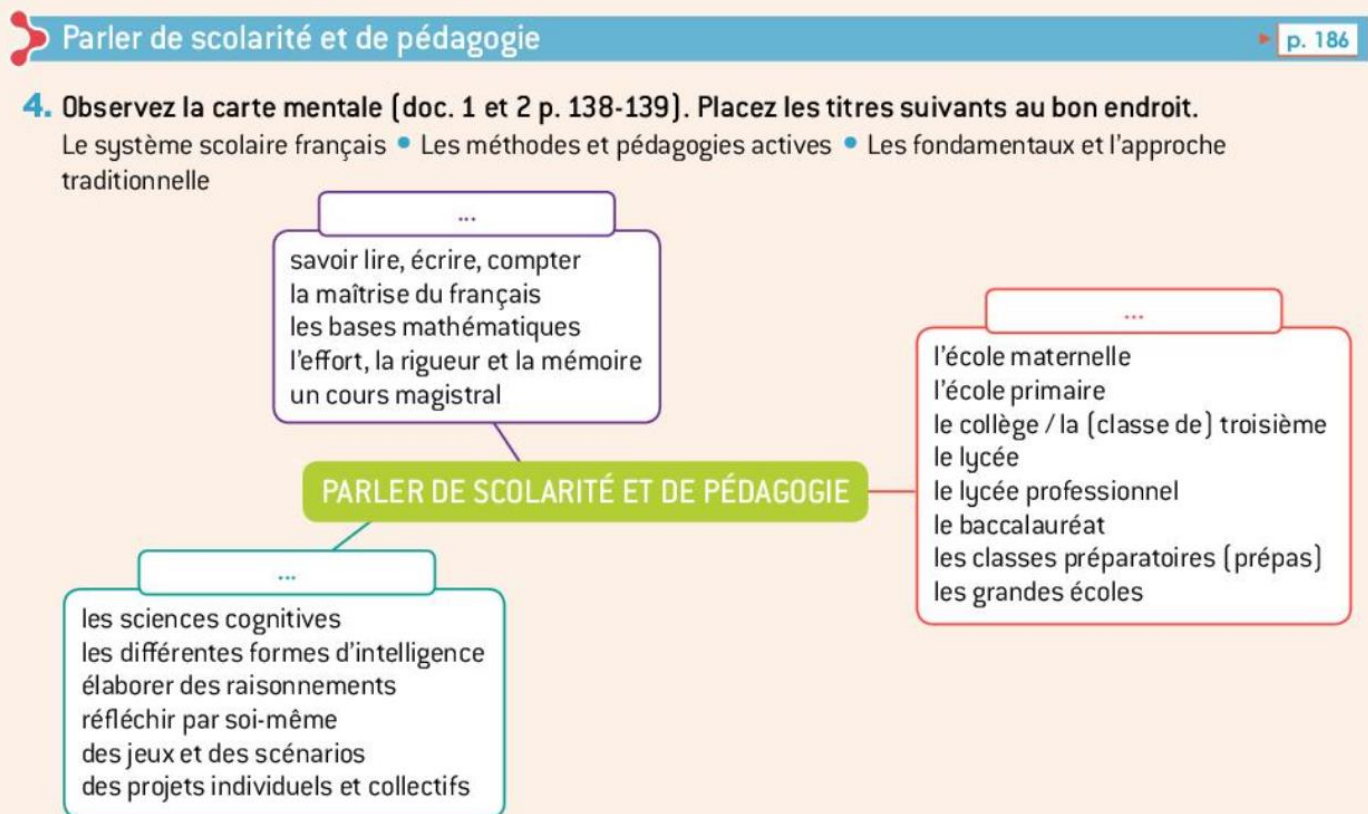 Parler de scolarité et de pédagogie
▸ p. 186
4. Observez la carte mentale (doc. 1 et 2 p. 138-139). Placez les titres suivants au bon endroit.
Le système scolaire français • Les méthodes et pédagogies actives • Les fondamentaux et l'approche
traditionnelle
...
savoir lire, écrire, compter
la maîtrise du français
les bases mathématiques
l'effort, la rigueur et la mémoire
un cours magistral
...
l'école maternelle
l'école primaire
le collège / la (classe de) troisième
le lycée
le lycée professionnel
le baccalauréat
les classes préparatoires (prépas)
les grandes écoles
PARLER DE SCOLARITÉ ET DE PÉDAGOGIE
...
les sciences cognitives
les différentes formes d'intelligence
élaborer des raisonnements
réfléchir par soi-même
des jeux et des scénarios
des projets individuels et collectifs